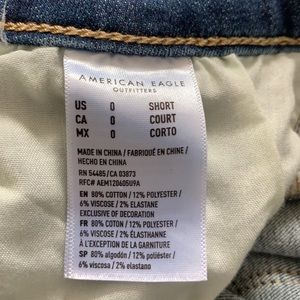 AMERICAN EAGLE
OUTFITTERS
US 0 SHORT
CA 0 COURT
MX 0 CORTO
MADE IN CHINA / FABRIQUÉ EN CHINE /
HECHO EN CHINA
RN 54485/CA 03873
RFC# AEM120605U9A
EN 80% COTTON / 12% POLYESTER /
6% VISCOSE / 2% ELASTANE
EXCLUSIVE OF DECORATION
FR 80% COTON / 12% POLYESTER /
6% VISCOSE / 2% ÉLASTHANNE
À L'EXCEPTION DE LA GARNITURE
SP 80% algodón / 12% poliéster /
6% viscosa / 2% elastane